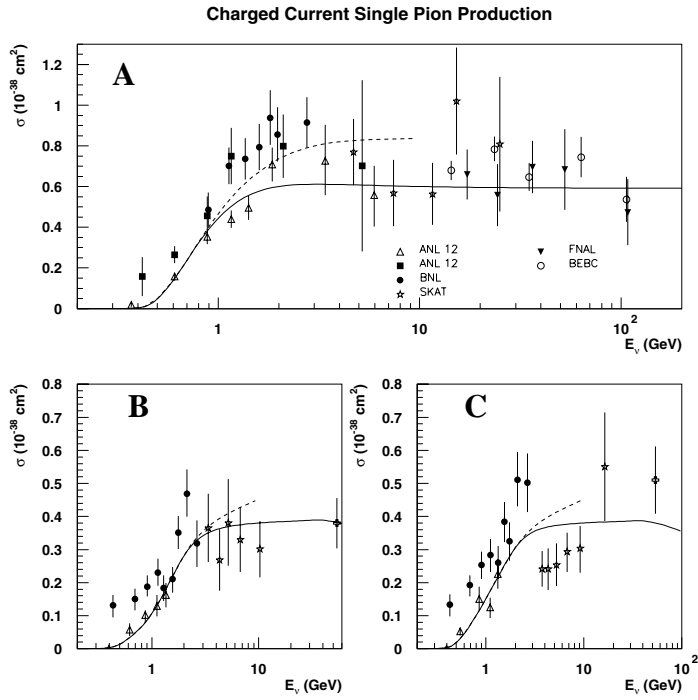 Charged Current Single Pion Production
σ (10⁻³⁸ cm²)
A
1.2
1
0.8
0.6
0.4
0.2
0
ANL 12
ANL 12
BNL
SKAT
FNAL
BEBC
1 10 10²
Eν (GeV)
σ (10⁻³⁸ cm²)
B
0.8
0.7
0.6
0.5
0.4
0.3
0.2
0.1
0
1 10
Eν (GeV)
σ (10⁻³⁸ cm²)
C
0.8
0.7
0.6
0.5
0.4
0.3
0.2
0.1
0
1 10 10²
Eν (GeV)